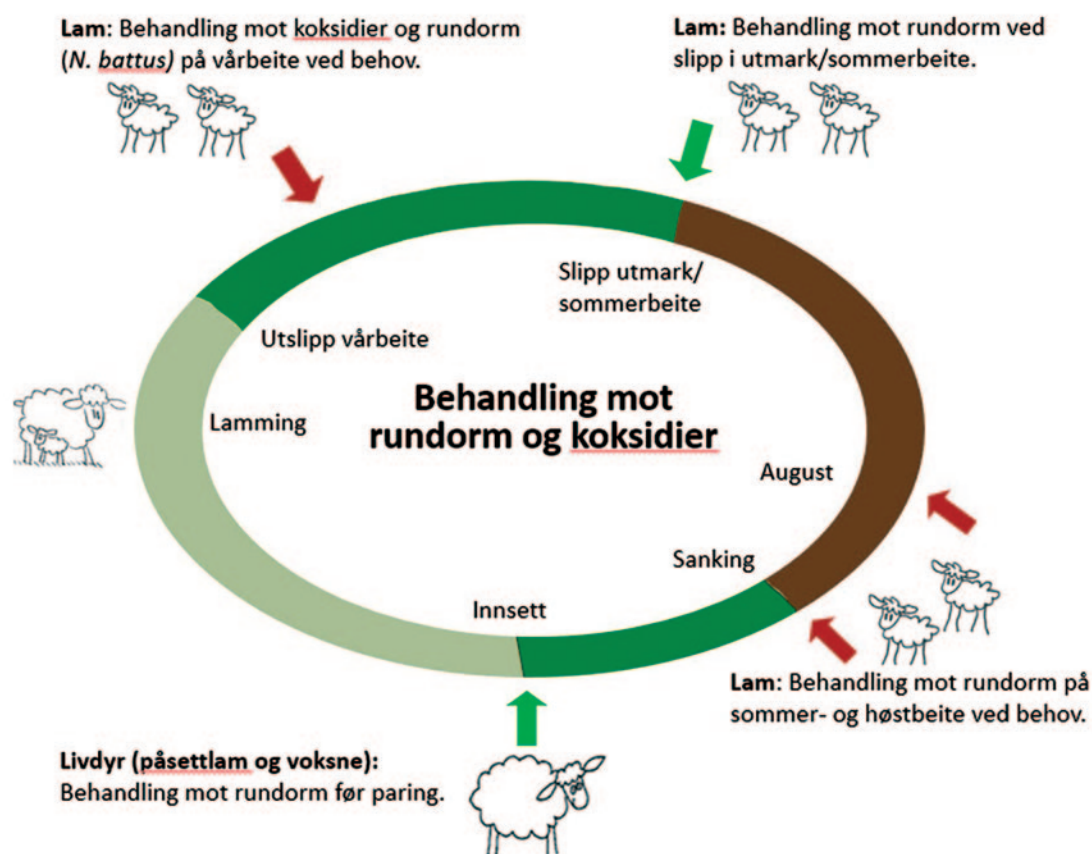 Lam: Behandling mot koksidier og rundorm
(N. battus) på vårbeite ved behov.
Lam: Behandling mot rundorm ved
slipp i utmark/sommerbeite.
Slipp utmark/
sommerbeite
Utslipp vårbeite
Behandling mot
rundorm og koksidier
Lamming
August
Sanking
Innsett
Lam: Behandling mot rundorm på
sommer- og høstbeite ved behov.
Livdyr (påsettlam og voksne):
Behandling mot rundorm før paring.